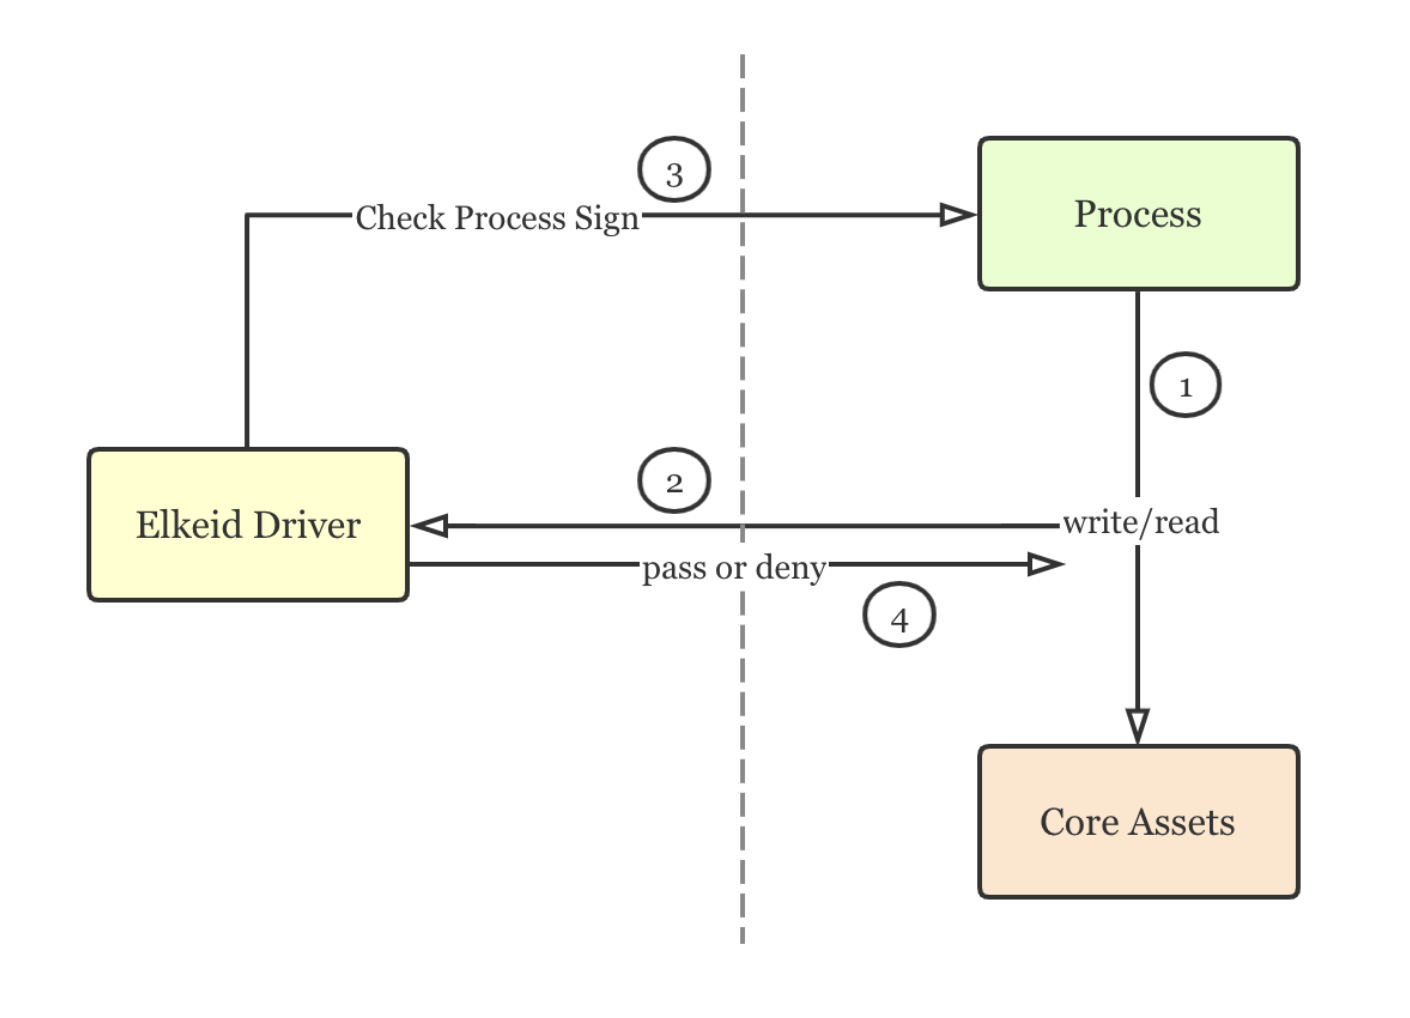 3
Check Process Sign
Process
1
2
Elkeid Driver
write/read
pass or deny
4
Core Assets